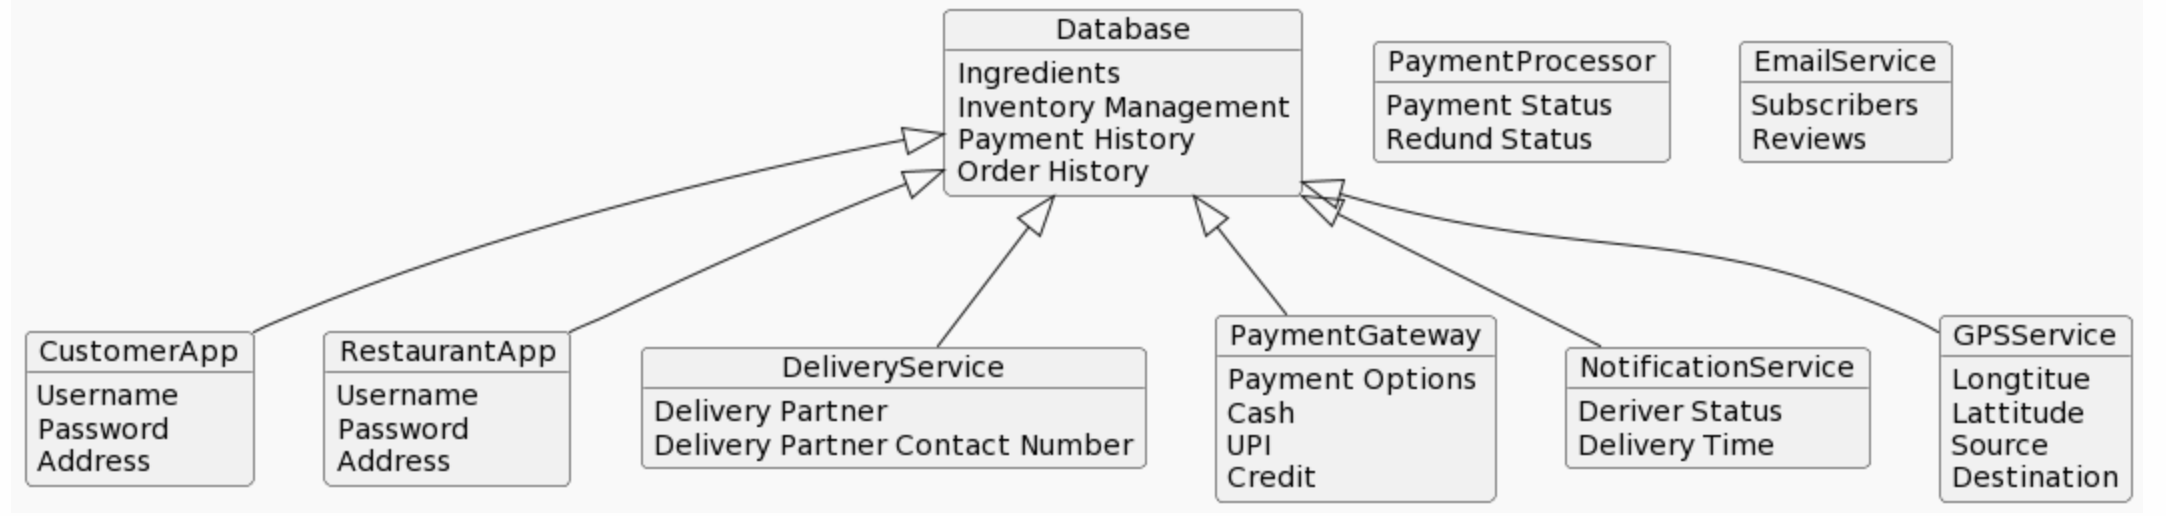 Database
Ingredients
Inventory Management
Payment History
Order History
PaymentProcessor
Payment Status
Redund Status
EmailService
Subscribers
Reviews
CustomerApp
Username
Password
Address
RestaurantApp
Username
Password
Address
DeliveryService
Delivery Partner
Delivery Partner Contact Number
PaymentGateway
Payment Options
Cash
UPI
Credit
NotificationService
Deriver Status
Delivery Time
GPSService
Longtitue
Lattitude
Source
Destination